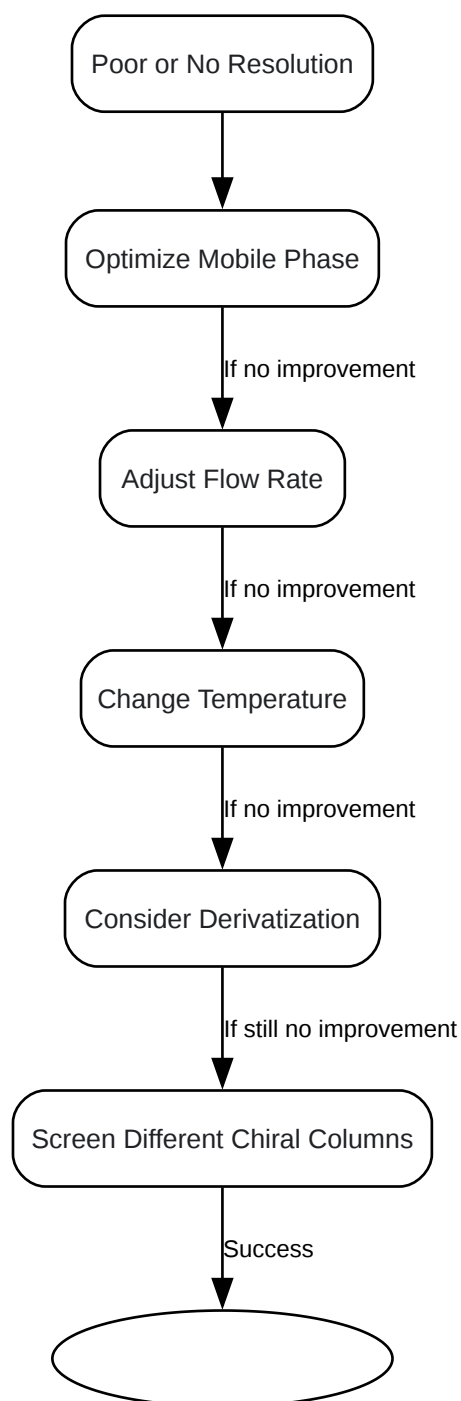 Poor or No Resolution
Optimize Mobile Phase
If no improvement
Adjust Flow Rate
If no improvement
Change Temperature
If no improvement
Consider Derivatization
If still no improvement
Screen Different Chiral Columns
Success